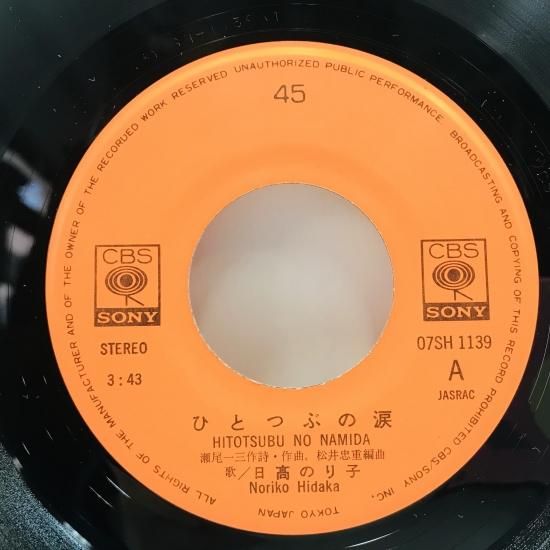 ALL RIGHTS OF THE MANUFACTURER AND OF THE OWNER OF THE RECORDED WORK RESERVED UNAUTHORIZED PUBLIC PERFORMANCE BROADCASTING AND COPYING OF THIS RECORD PROHIBITED CBS/SONY INC.
TOKYO JAPAN
45
CBS
SONY
STEREO
3:43
CBS
SONY
07SH 1139
A
JASRAC
ひとつぶの涙
HITOTSUBU NO NAMIDA
瀬尾一三作詩・作曲、松井忠重編曲
歌/日髙のり子
Noriko Hidaka